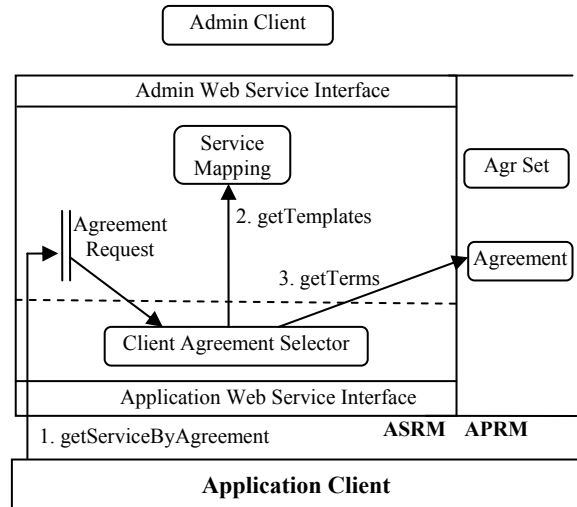 Admin Client
Admin Web Service Interface
Service
Mapping
Agr Set
Agreement
Request
2. getTemplates
Agreement
3. getTerms
Client Agreement Selector
Application Web Service Interface
1. getServiceByAgreement
ASRM
APRM
Application Client